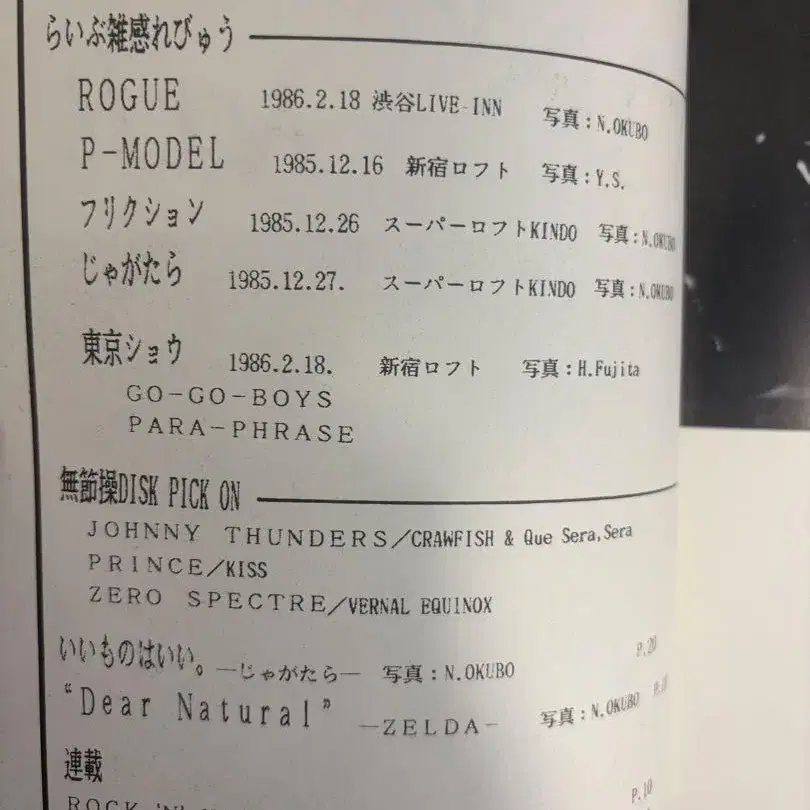 らいぶ雑感れびゅう
ROGUE 1986.2.18 渋谷LIVE-INN 写真:N.OKUBO
P-MODEL 1985.12.16 新宿ロフト 写真:Y.S.
フリクション 1985.12.26 スーパーロフトKINDO 写真:N.OKUBO
じゃがたら 1985.12.27. スーパーロフトKINDO 写真:N.OKUBO
東京ショウ 1986.2.18. 新宿ロフト 写真:H.Fujita
GO-GO-BOYS
PARA-PHRASE
無節操DISK PICK ON
JOHNNY THUNDERS/CRAWFISH & Que Sera,Sera
PRINCE/KISS
ZERO SPECTRE/VERNAL EQUINOX
いいものはいい。—じゃがたら— 写真:N.OKUBO P.20
“Dear Natural” —ZELDA- 写真:N.OKUBO
連載 P.10
ROCK 'N'